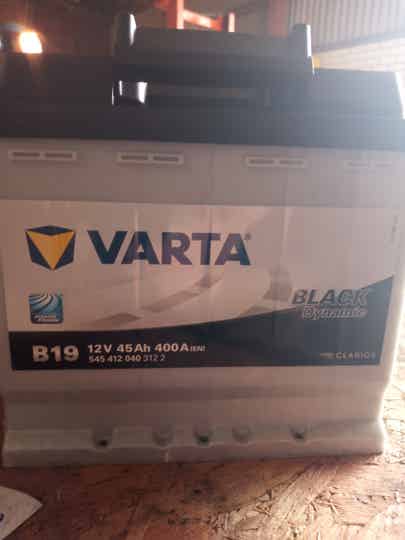 VARTA®
BLACK
Dynamic
B19 12V 45Ah 400A(EN)
545 412 040 312 2
CLARIOS